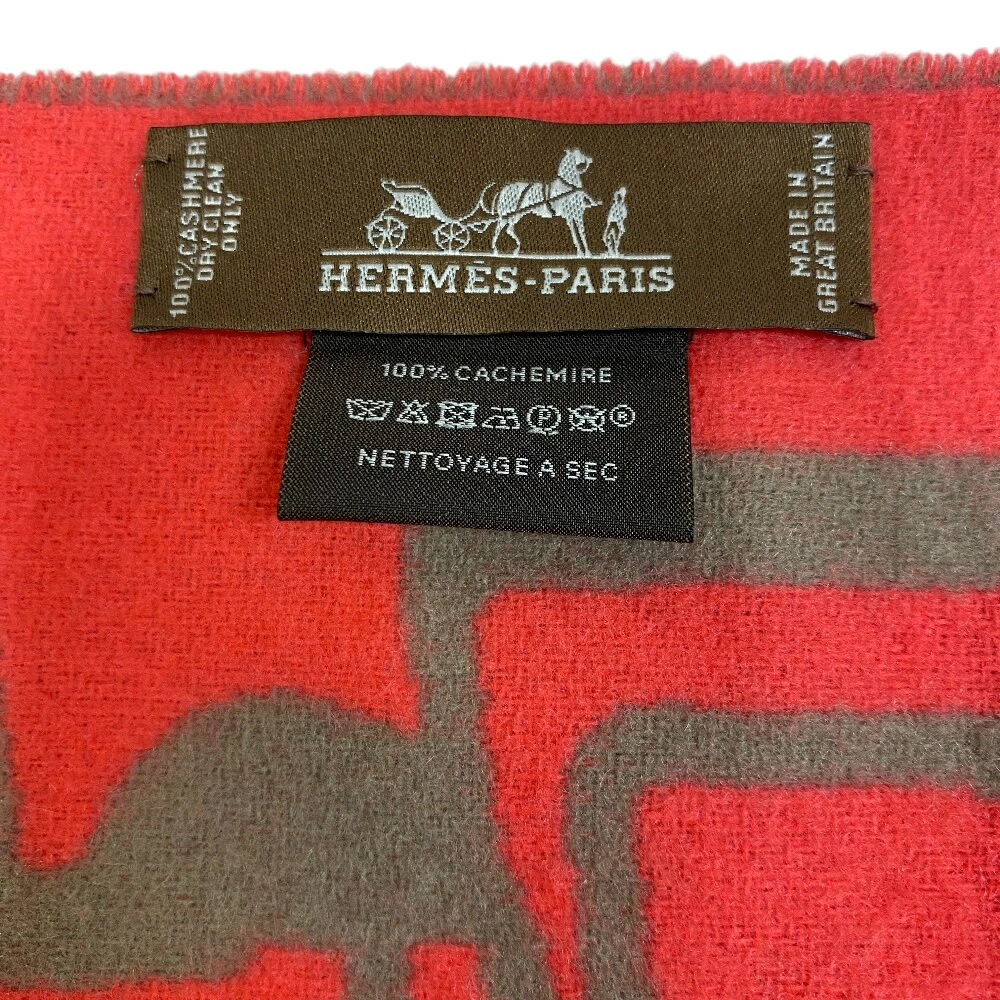 100% CASHMERE
DRY CLEAN
ONLY
HERMÈS-PARIS
MADE IN
GREAT BRITAIN
100% CACHEMIRE
P ®
NETTOYAGE A SEC